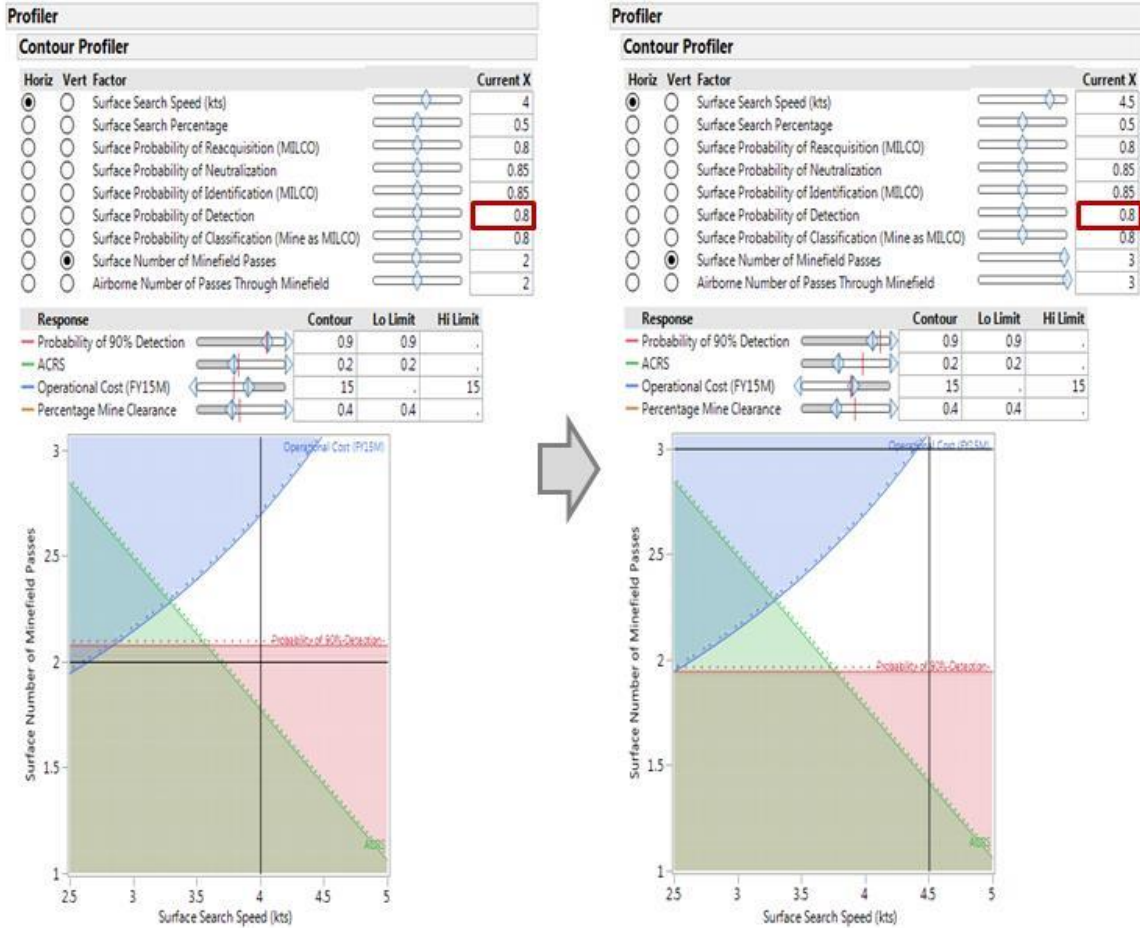 Profiler
Contour Profiler
Horiz Vert Factor Current X
Surface Search Speed (kts) 4
Surface Search Percentage 0.5
Surface Probability of Reacquisition (MILCO) 0.8
Surface Probability of Neutralization 0.85
Surface Probability of Identification (MILCO) 0.85
Surface Probability of Detection 0.8
Surface Probability of Classification (Mine as MILCO) 0.8
Surface Number of Minefield Passes 2
Airborne Number of Passes Through Minefield 2
Response Contour Lo Limit Hi Limit
Probability of 90% Detection 0.9 0.9 .
ACRS 0.2 0.2 .
Operational Cost (FY15M) 15 . 15
Percentage Mine Clearance 0.4 0.4 .
Operational Cost (FY15M)
3
2.5
Probability of 90%-Detection
2
1.5
ACRS
1
Surface Number of Minefield Passes
2.5 3 3.5 4 4.5 5
Surface Search Speed (kts)
Profiler
Contour Profiler
Horiz Vert Factor Current X
Surface Search Speed (kts) 4.5
Surface Search Percentage 0.5
Surface Probability of Reacquisition (MILCO) 0.8
Surface Probability of Neutralization 0.85
Surface Probability of Identification (MILCO) 0.85
Surface Probability of Detection 0.8
Surface Probability of Classification (Mine as MILCO) 0.8
Surface Number of Minefield Passes 3
Airborne Number of Passes Through Minefield 3
Response Contour Lo Limit Hi Limit
Probability of 90% Detection 0.9 0.9 .
ACRS 0.2 0.2 .
Operational Cost (FY15M) 15 . 15
Percentage Mine Clearance 0.4 0.4 .
Operational Cost (FY15M)
3
2.5
Probability of 90%-Detection
2
1.5
ACRS
1
Surface Number of Minefield Passes
2.5 3 3.5 4 4.5 5
Surface Search Speed (kts)